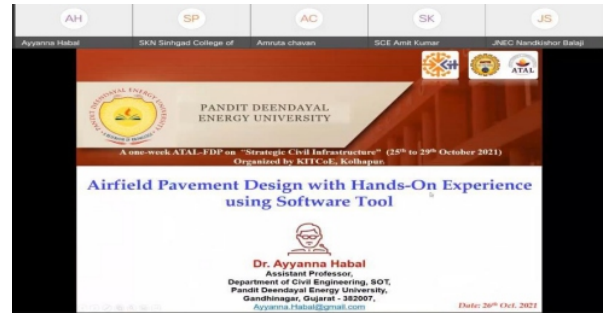 AH
SP
AC
SK
JS
Ayyanna Habal
SKN Sinhgad College of
Amruta chavan
SCE Amit Kumar
JNEC Nandkishor Balaji
Kit
ATAL
PANDIT DEENDAYAL
ENERGY UNIVERSITY
A one-week ATAL-FDP on "Strategic Civil Infrastructure" (25th to 29th October 2021)
Organized by KITCoE, Kolhapur.
Airfield Pavement Design with Hands-On Experience
using Software Tool
Dr. Ayyanna Habal
Assistant Professor,
Department of Civil Engineering, SOT,
Pandit Deendayal Energy University,
Gandhinagar, Gujarat - 382007,
Ayyanna.Habal@gmail.com
Date: 26th Oct. 2021